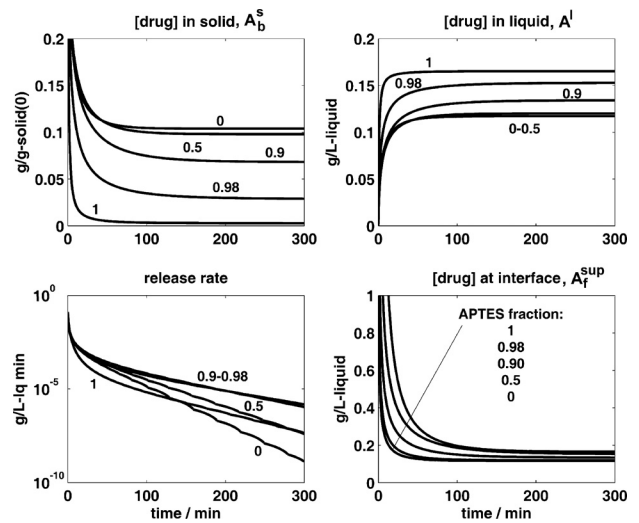 [drug] in solid, A_b^s
0.2
0.15
0.1
0.05
0
g/g-solid(0)
0
0.5
0.9
0.98
1
0 100 200 300
time / min
[drug] in liquid, A^l
0.2
0.15
0.1
0.05
0
g/L-liquid
1
0.98
0.9
0-0.5
0 100 200 300
time / min
release rate
10^0
10^-5
10^-10
g/L-lq min
0.9-0.98
1
0.5
0
0 100 200 300
time / min
[drug] at interface, A_f^sup
1
0.8
0.6
0.4
0.2
0
g/L-liquid
APTES fraction:
1
0.98
0.90
0.5
0
0 100 200 300
time / min